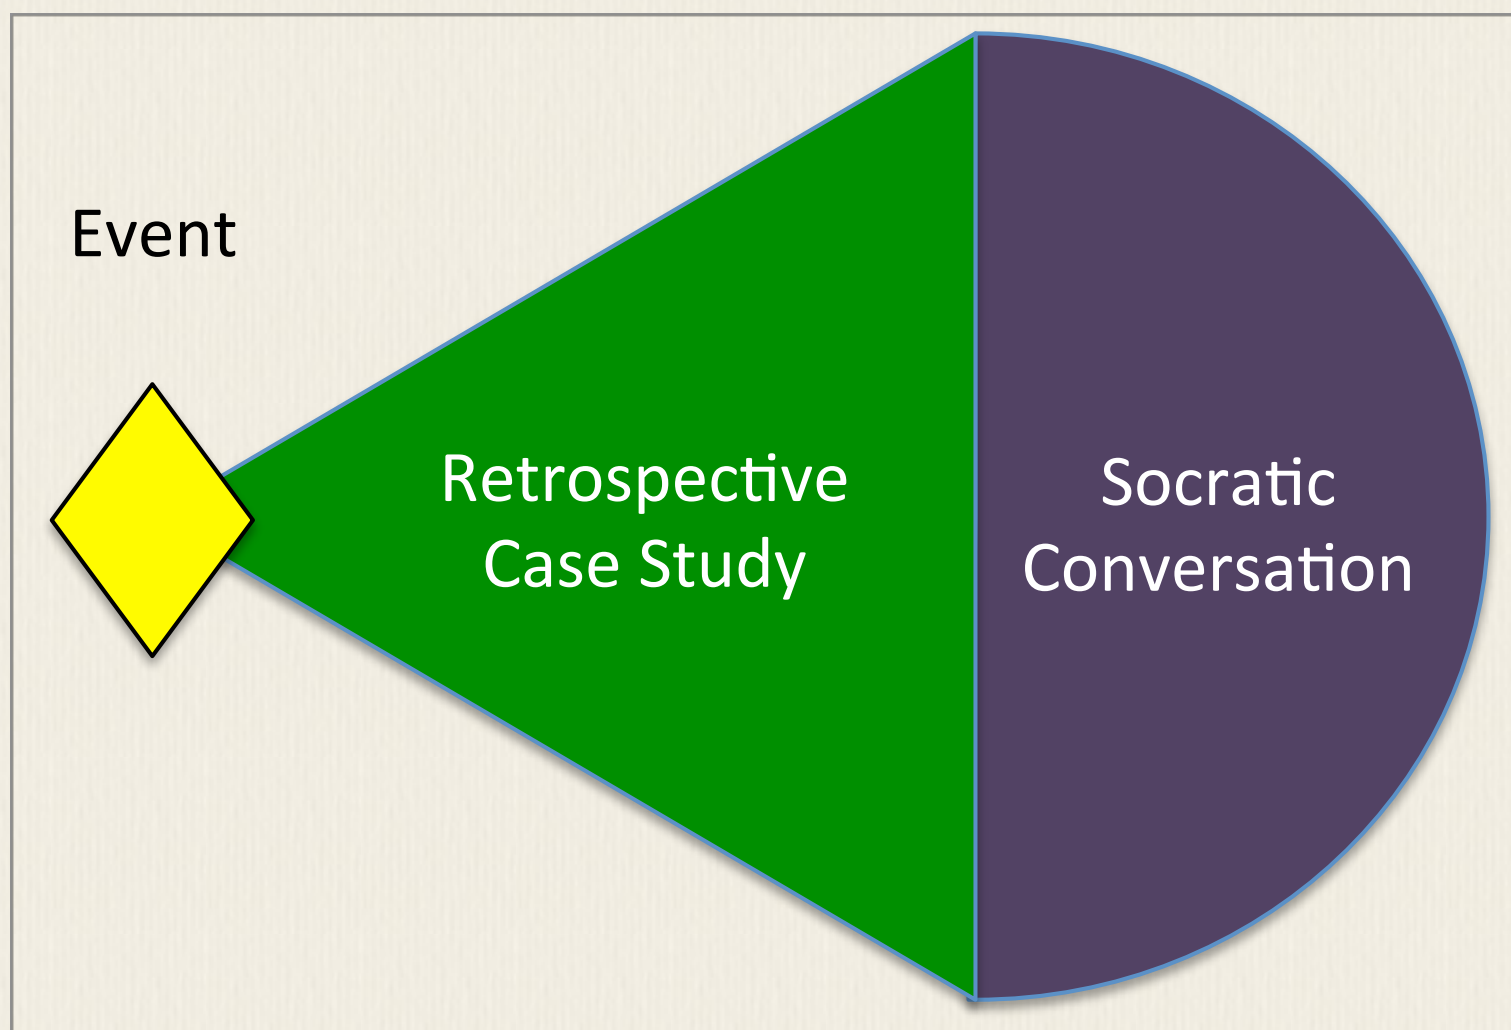 Event
Retrospective
Case Study
Socratic
Conversation